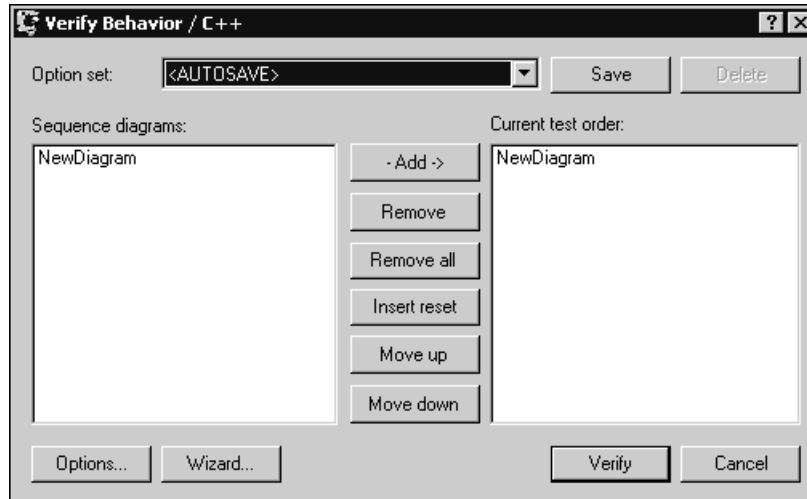 Verify Behavior / C++
Option set:
<AUTOSAVE>
Save
Delete
Sequence diagrams:
Current test order:
NewDiagram
- Add ->
NewDiagram
Remove
Remove all
Insert reset
Move up
Move down
Options...
Wizard...
Verify
Cancel